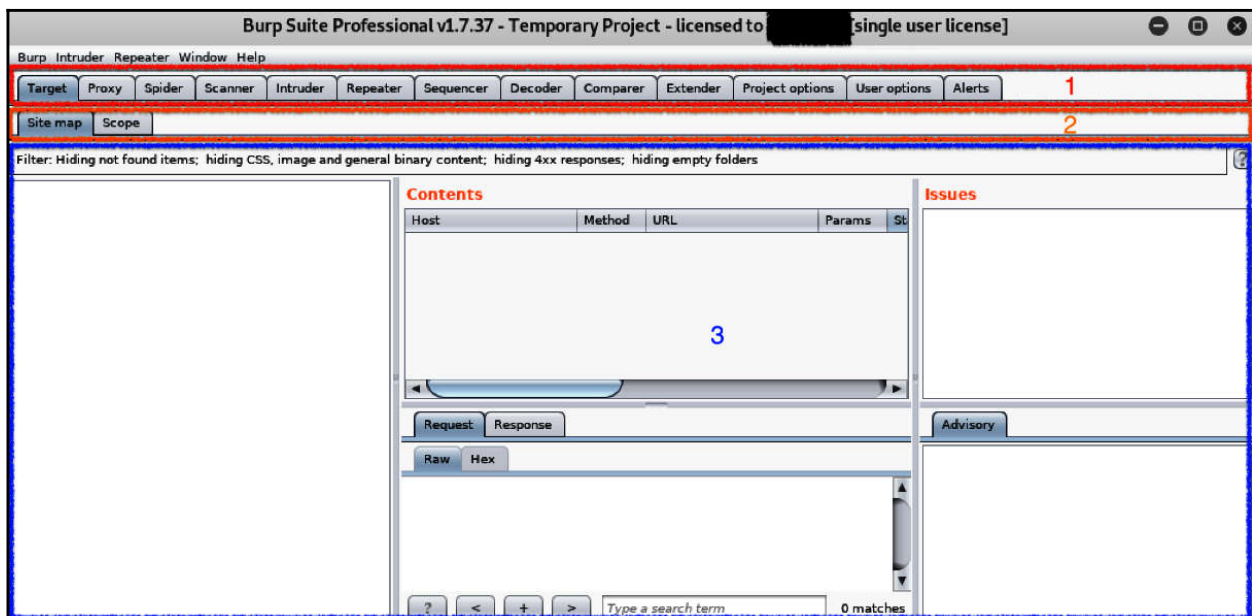 Burp Suite Professional v1.7.37 - Temporary Project - licensed to [single user license]
Burp Intruder Repeater Window Help
Target Proxy Spider Scanner Intruder Repeater Sequencer Decoder Comparer Extender Project options User options Alerts 1
Site map Scope 2
Filter: Hiding not found items; hiding CSS, image and general binary content; hiding 4xx responses; hiding empty folders ?
Contents Issues
Host Method URL Params St
3
Request Response Advisory
Raw Hex
? < + > Type a search term 0 matches